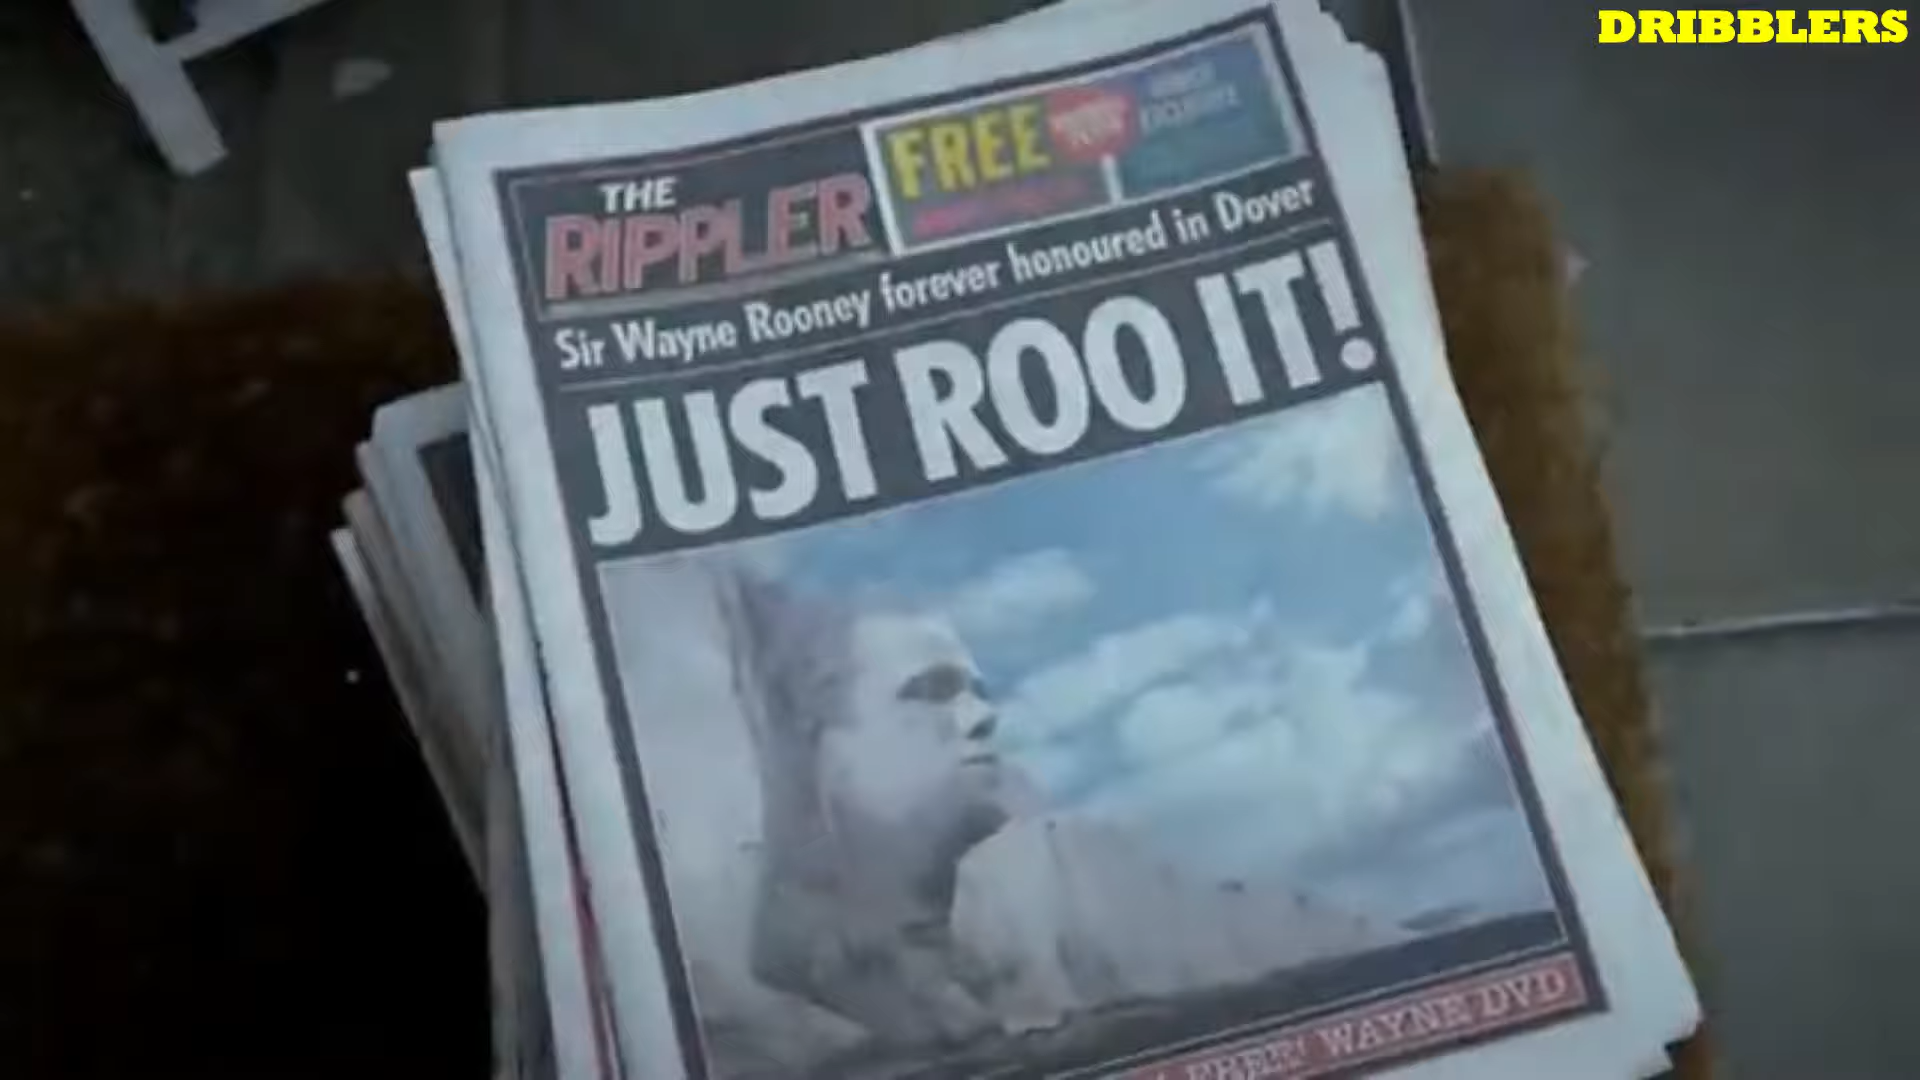 DRIBBLERS
THE
RIPPLER
FREE
Sir Wayne Rooney forever honoured in Dover
JUST ROO IT!
FREE! WAYNE DVD